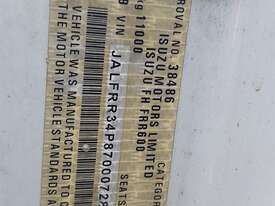 ROVAL NO. 38486 CATEGOR
ISUZU MOTORS LIMITED
ISUZU FH FRR600
11000 SEATS
VIN JALFRR34P87000072
VEHICLE WAS MANUFACTURED TO C
THE MOTOR VEHICLE STANDARDS A